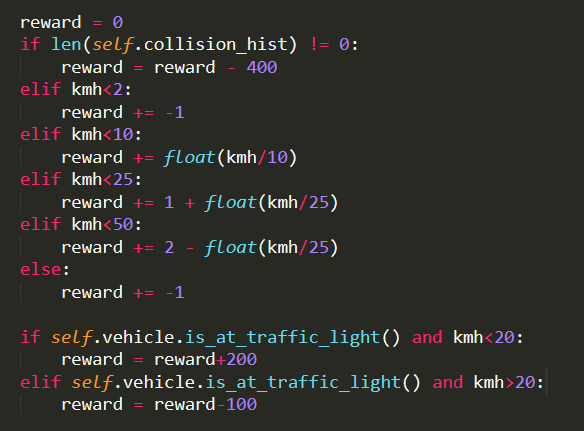 reward = 0
if len(self.collision_hist) != 0:
    reward = reward - 400
elif kmh<2:
    reward += -1
elif kmh<10:
    reward += float(kmh/10)
elif kmh<25:
    reward += 1 + float(kmh/25)
elif kmh<50:
    reward += 2 - float(kmh/25)
else:
    reward += -1

if self.vehicle.is_at_traffic_light() and kmh<20:
    reward = reward+200
elif self.vehicle.is_at_traffic_light() and kmh>20:
    reward = reward-100